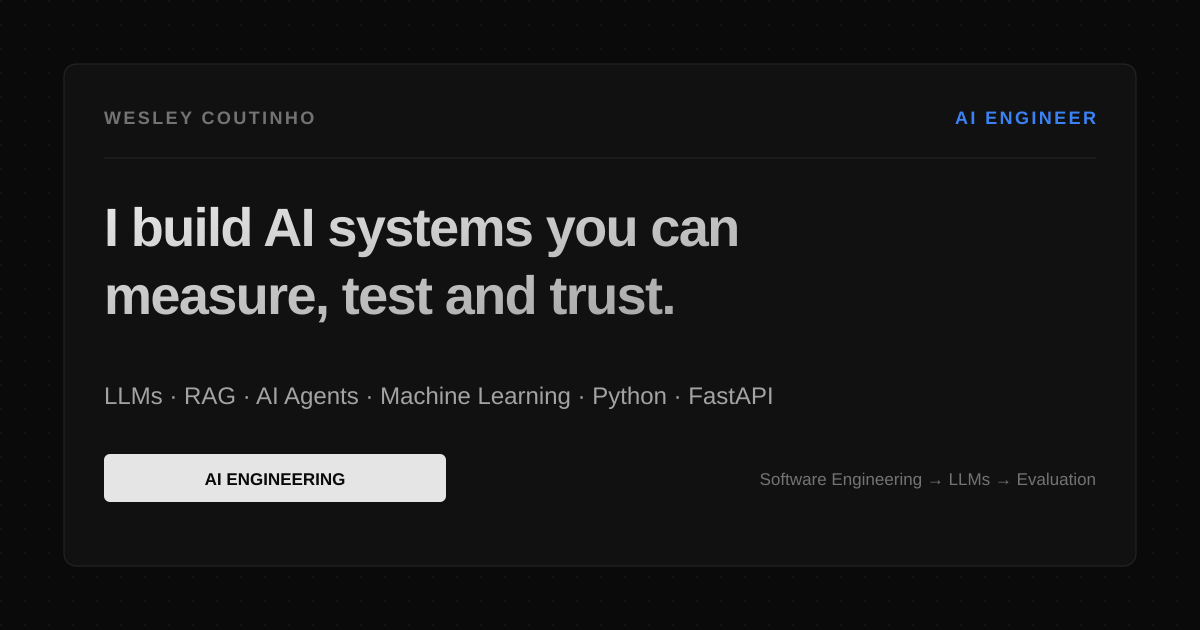 WESLEY COUTINHO
AI ENGINEER
I build AI systems you can
measure, test and trust.
LLMs · RAG · AI Agents · Machine Learning · Python · FastAPI
AI ENGINEERING
Software Engineering → LLMs → Evaluation